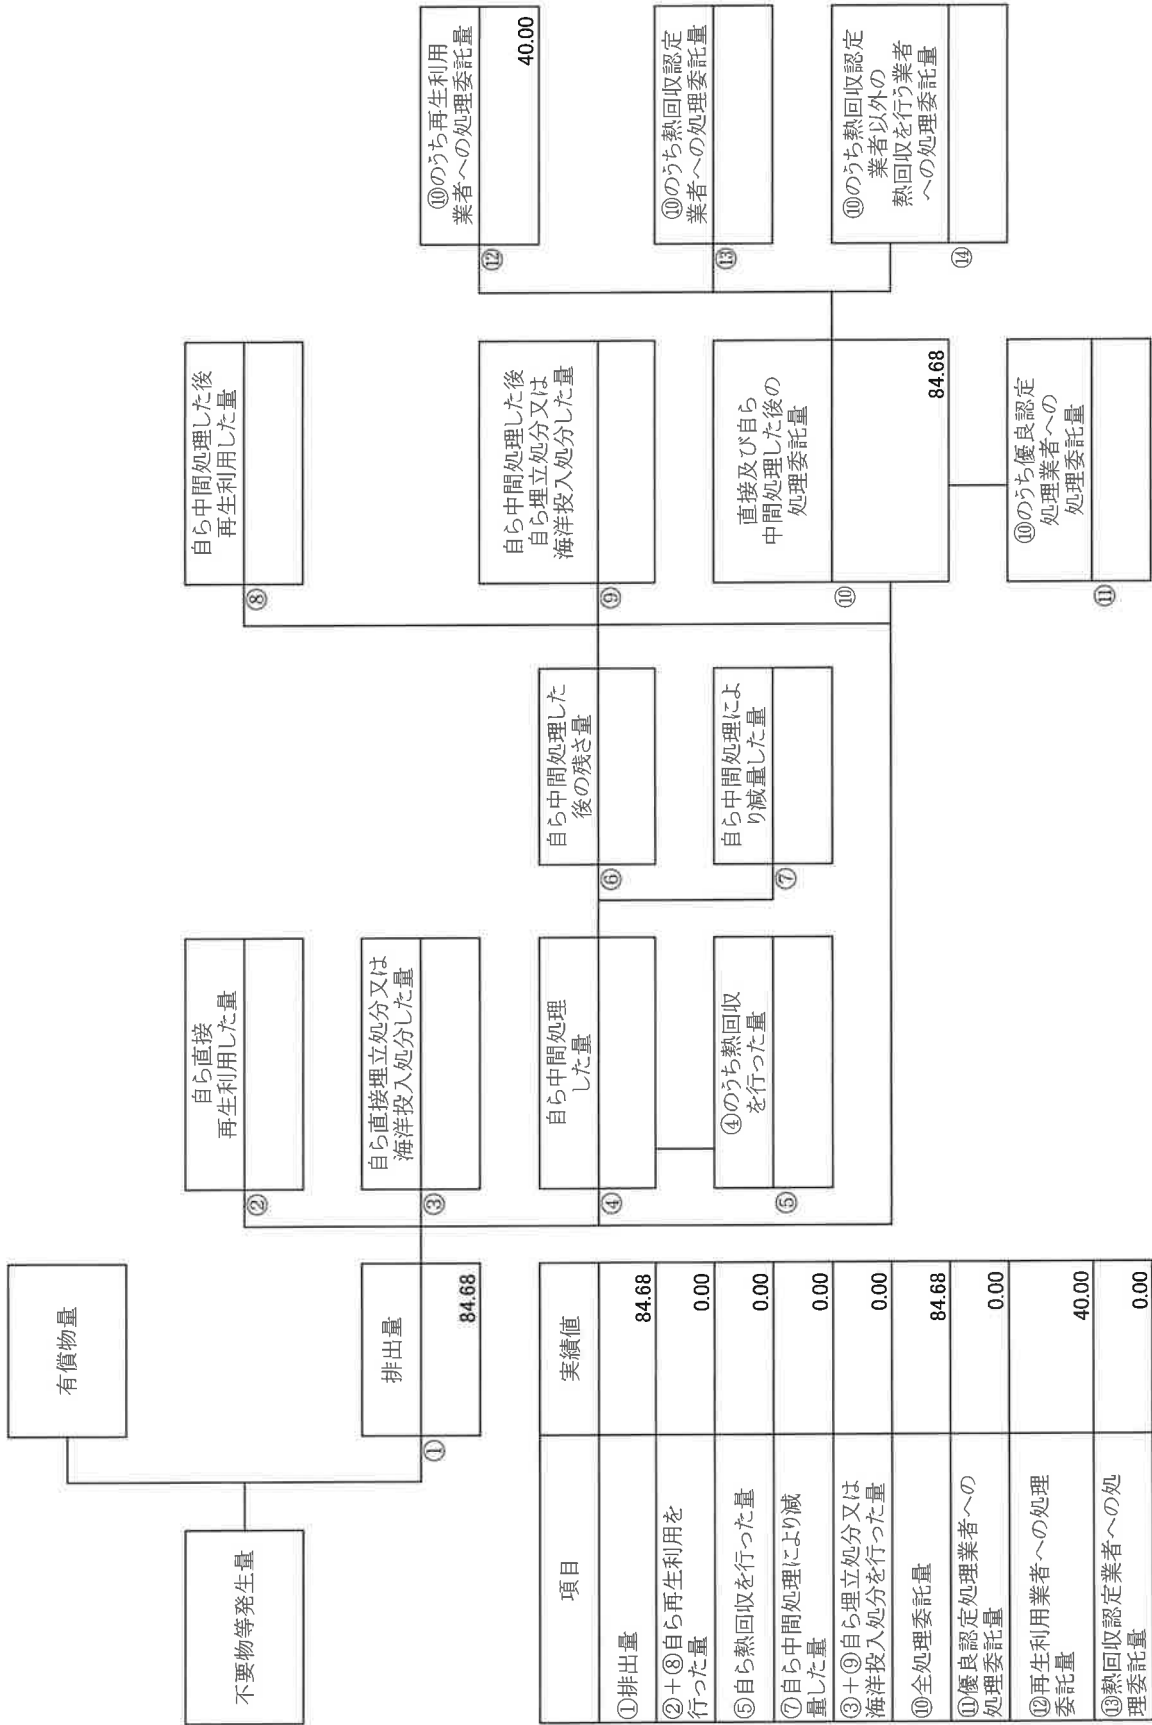 不要物等発生量
有償物量
排出量
①
84.68
自ら直接
再生利用した量
②
自ら直接埋立処分又は
海洋投入処分した量
③
自ら中間処理
した量
④
④のうち熱回収
を行った量
⑤
自ら中間処理した
後の残さ量
⑥
自ら中間処理によ
り減量した量
⑦
自ら中間処理した後
再生利用した量
⑧
自ら中間処理した後
自ら埋立処分又は
海洋投入処分した量
⑨
直接及び自ら
中間処理した後の
処理委託量
⑩
84.68
⑩のうち優良認定
処理業者への
処理委託量
⑪
⑩のうち再生利用
業者への処理委託量
⑫
40.00
⑩のうち熱回収認定
業者への処理委託量
⑬
⑩のうち熱回収認定
業者以外の
熱回収を行う業者
への処理委託量
⑭
項目 実績値
①排出量 84.68
②+⑧自ら再生利用を
行った量 0.00
⑤自ら熱回収を行った量 0.00
⑦自ら中間処理により減
量した量 0.00
③+⑨自ら埋立処分又は
海洋投入処分を行った量 0.00
⑩全処理委託量 84.68
⑪優良認定処理業者への
処理委託量 0.00
⑫再生利用業者への処理
委託量 40.00
⑬熱回収認定業者への処
理委託量 0.00